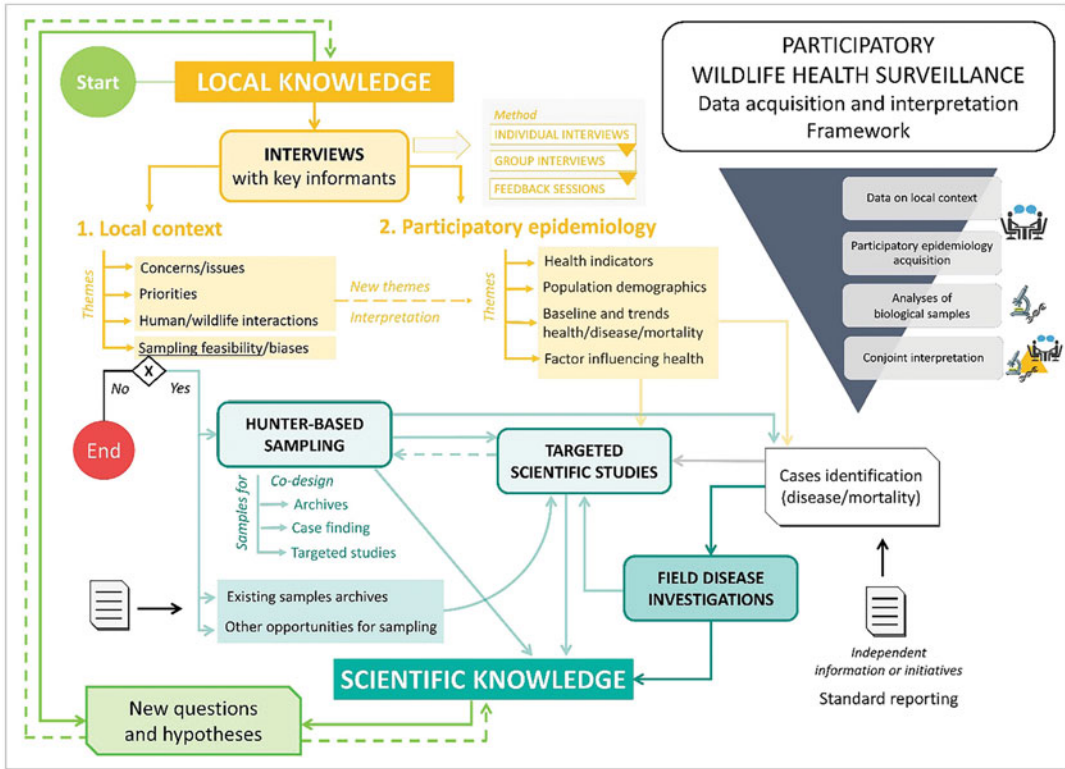 Start
LOCAL KNOWLEDGE
PARTICIPATORY
WILDLIFE HEALTH SURVEILLANCE
Data acquisition and interpretation
Framework
INTERVIEWS
with key informants
Method
INDIVIDUAL INTERVIEWS
GROUP INTERVIEWS
FEEDBACK SESSIONS
Data on local context
Participatory epidemiology
acquisition
Analyses of
biological samples
Conjoint interpretation
1. Local context
Themes
Concerns/issues
Priorities
Human/wildlife interactions
Sampling feasibility/biases
New themes
Interpretation
2. Participatory epidemiology
Themes
Health indicators
Population demographics
Baseline and trends
health/disease/mortality
Factor influencing health
X
No
Yes
End
HUNTER-BASED
SAMPLING
Co-design
Samples for
Archives
Case finding
Targeted studies
TARGETED
SCIENTIFIC STUDIES
Cases identification
(disease/mortality)
Existing samples archives
Other opportunities for sampling
FIELD DISEASE
INVESTIGATIONS
Independent
information or initiatives
Standard reporting
SCIENTIFIC KNOWLEDGE
New questions
and hypotheses